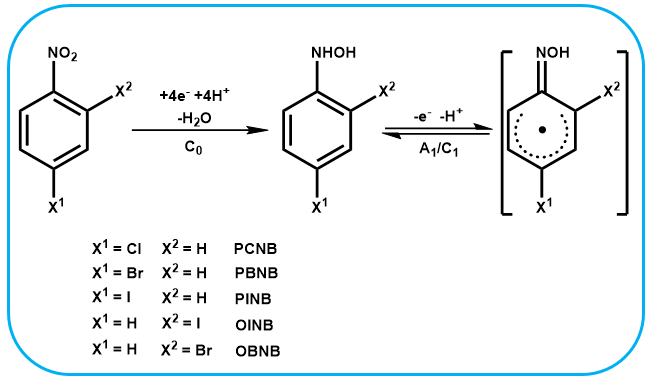 NO₂
X²
X¹
+4e⁻ +4H⁺
-H₂O
C₀
NHOH
X²
X¹
-e⁻ -H⁺
A₁/C₁
NOH
X²
X¹
X¹ = Cl X² = H PCNB
X¹ = Br X² = H PBNB
X¹ = I X² = H PINB
X¹ = H X² = I OINB
X¹ = H X² = Br OBNB